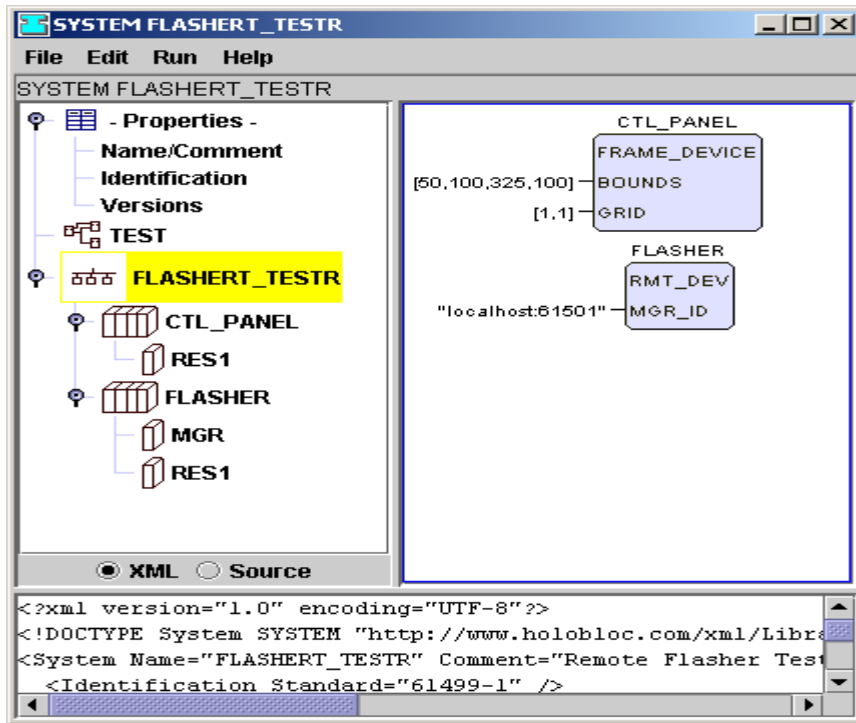 SYSTEM FLASHERT_TESTR
File Edit Run Help
SYSTEM FLASHERT_TESTR
- Properties -
Name/Comment
Identification
Versions
TEST
FLASHERT_TESTR
CTL_PANEL
RES1
FLASHER
MGR
RES1
XML Source
CTL_PANEL
FRAME_DEVICE
[50,100,325,100] BOUNDS
[1,1] GRID
FLASHER
RMT_DEV
"localhost:61501" MGR_ID
<?xml version="1.0" encoding="UTF-8"?>
<!DOCTYPE System SYSTEM "http://www.holobloc.com/xml/Libra
<System Name="FLASHERT_TESTR" Comment="Remote Flasher Test
<Identification Standard="61499-1" />